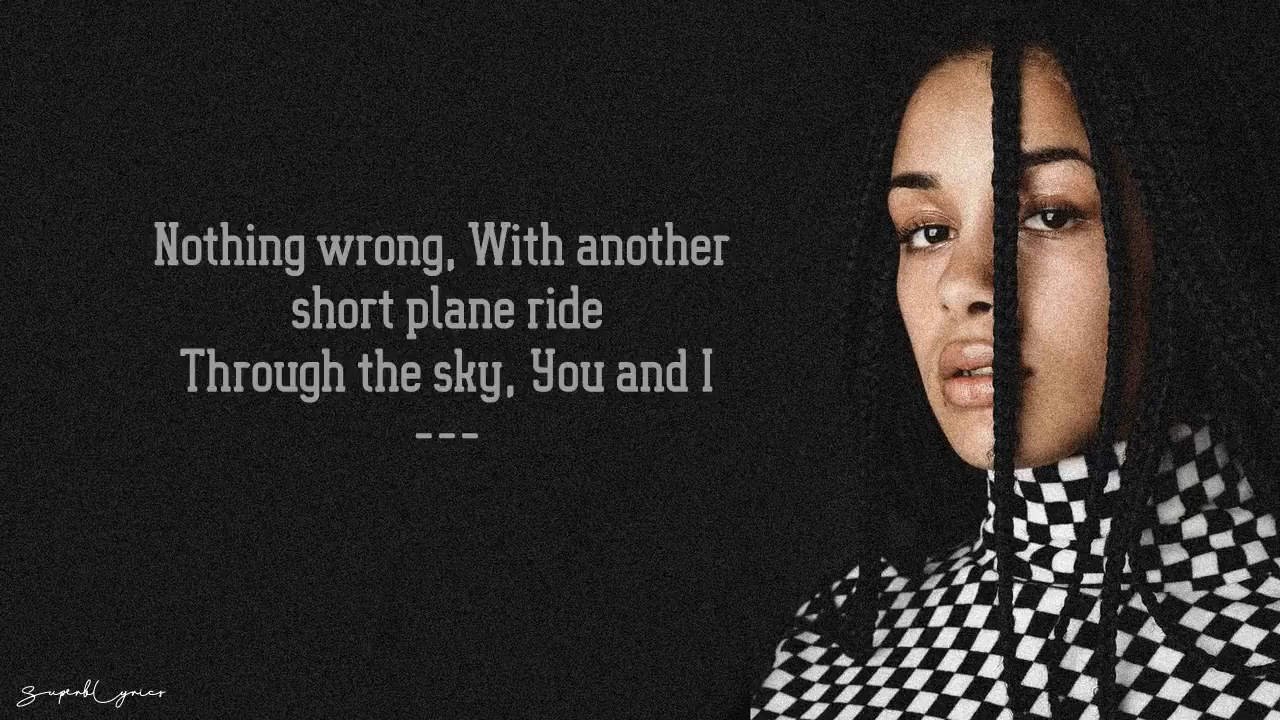 Nothing wrong, With another
short plane ride
Through the sky, You and I
---
SuperbLyrics